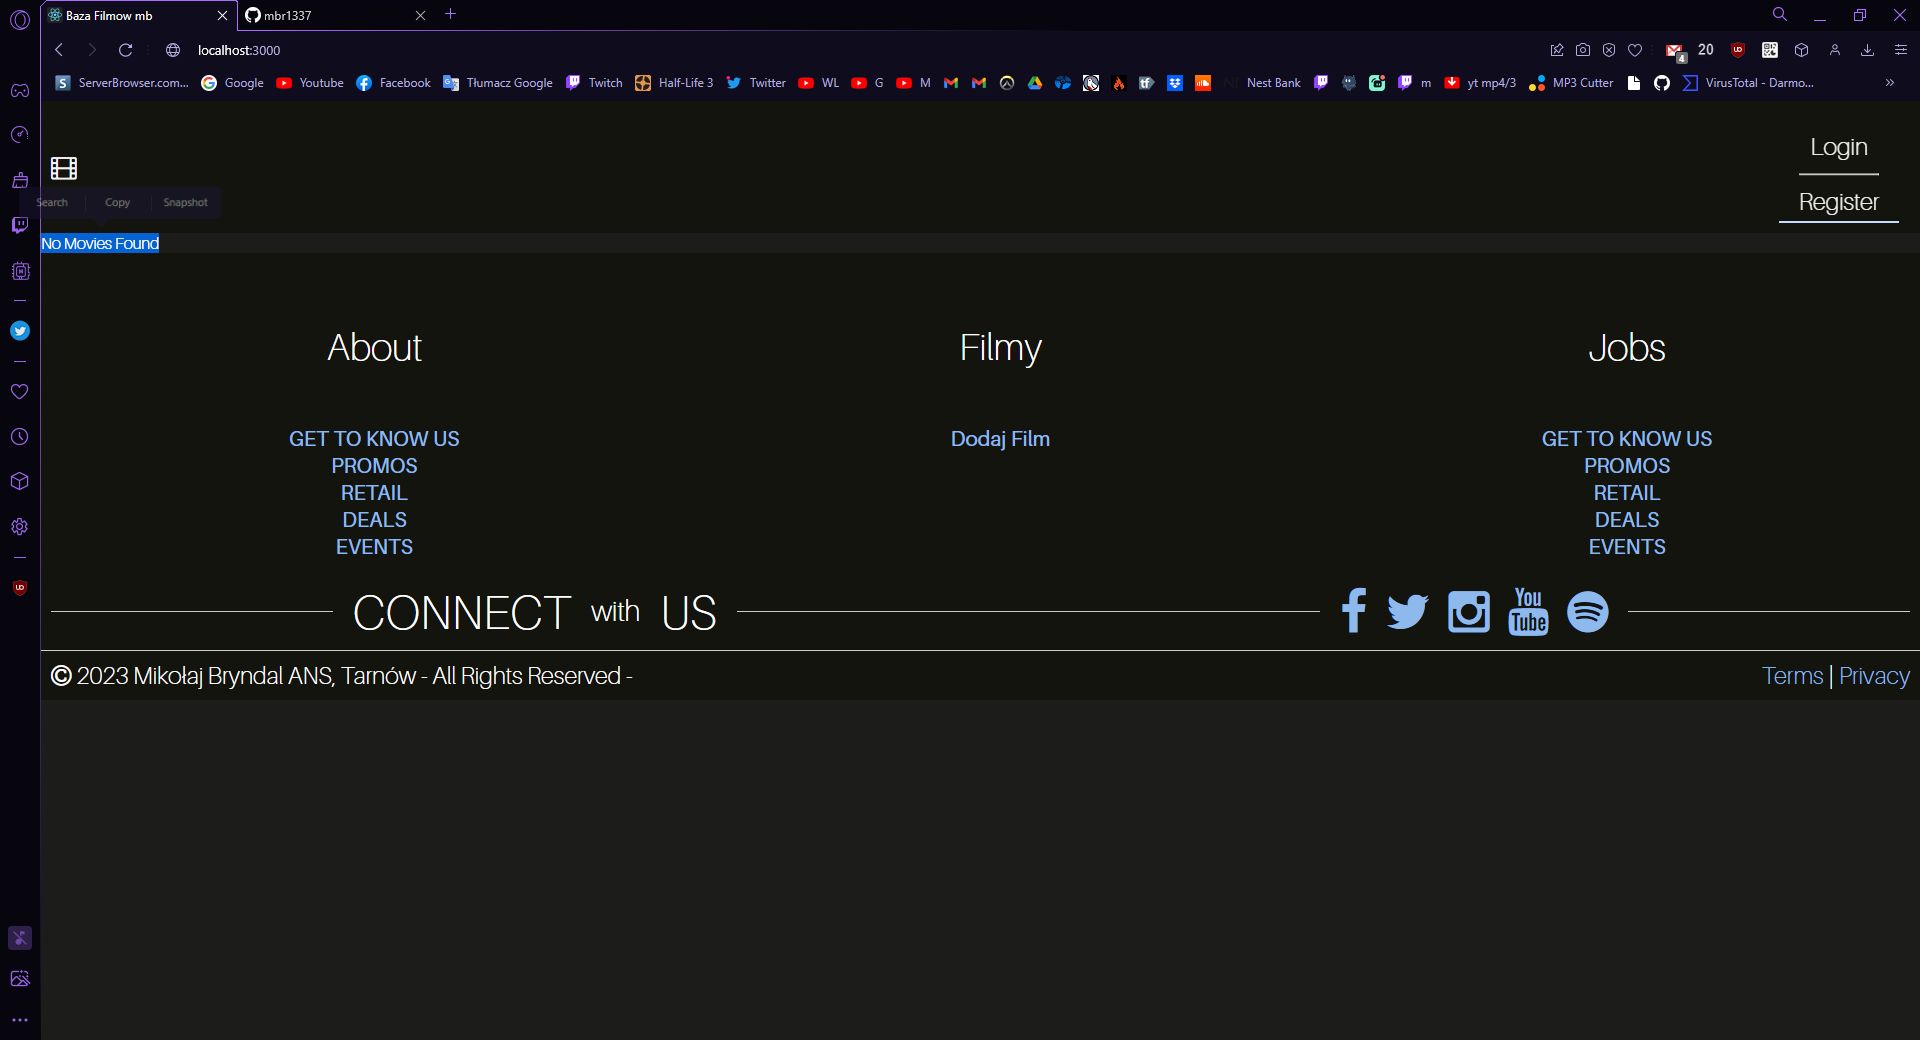 Baza Filmow mb
mbr1337
localhost:3000
4
20
ServerBrowser.com...
Google
Youtube
Facebook
Tłumacz Google
Twitch
Half-Life 3
Twitter
WL
G
M
Nest Bank
m
yt mp4/3
MP3 Cutter
VirusTotal - Darmo...
Login
Search
Copy
Snapshot
Register
No Movies Found
About
Filmy
Jobs
GET TO KNOW US
PROMOS
RETAIL
DEALS
EVENTS
Dodaj Film
GET TO KNOW US
PROMOS
RETAIL
DEALS
EVENTS
CONNECT with US
You
Tube
© 2023 Mikołaj Bryndal ANS, Tarnów - All Rights Reserved -
Terms | Privacy